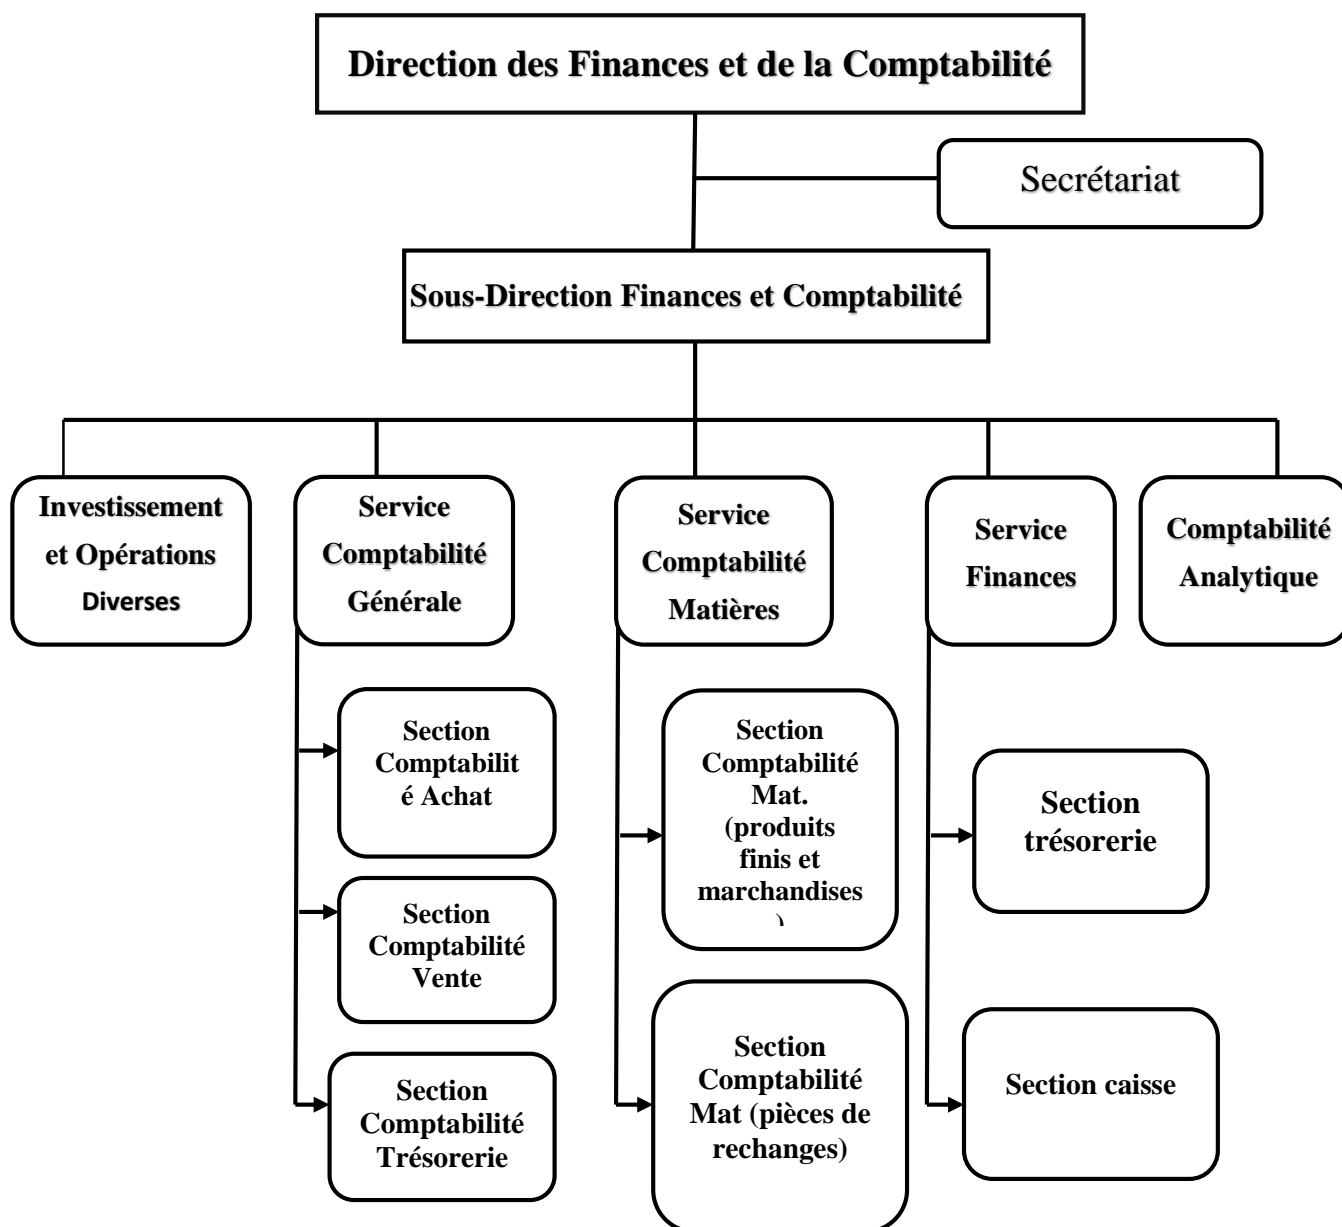 Direction des Finances et de la Comptabilité
Secrétariat
Sous-Direction Finances et Comptabilité
Investissement
et Opérations
Diverses
Service
Comptabilité
Générale
Service
Comptabilité
Matières
Service
Finances
Comptabilité
Analytique
Section
Comptabilit
é Achat
Section
Comptabilité
Vente
Section
Comptabilité
Trésorerie
Section
Comptabilité
Mat.
(produits
finis et
marchandises
)
Section
Comptabilité
Mat (pièces de
rechanges)
Section
trésorerie
Section caisse